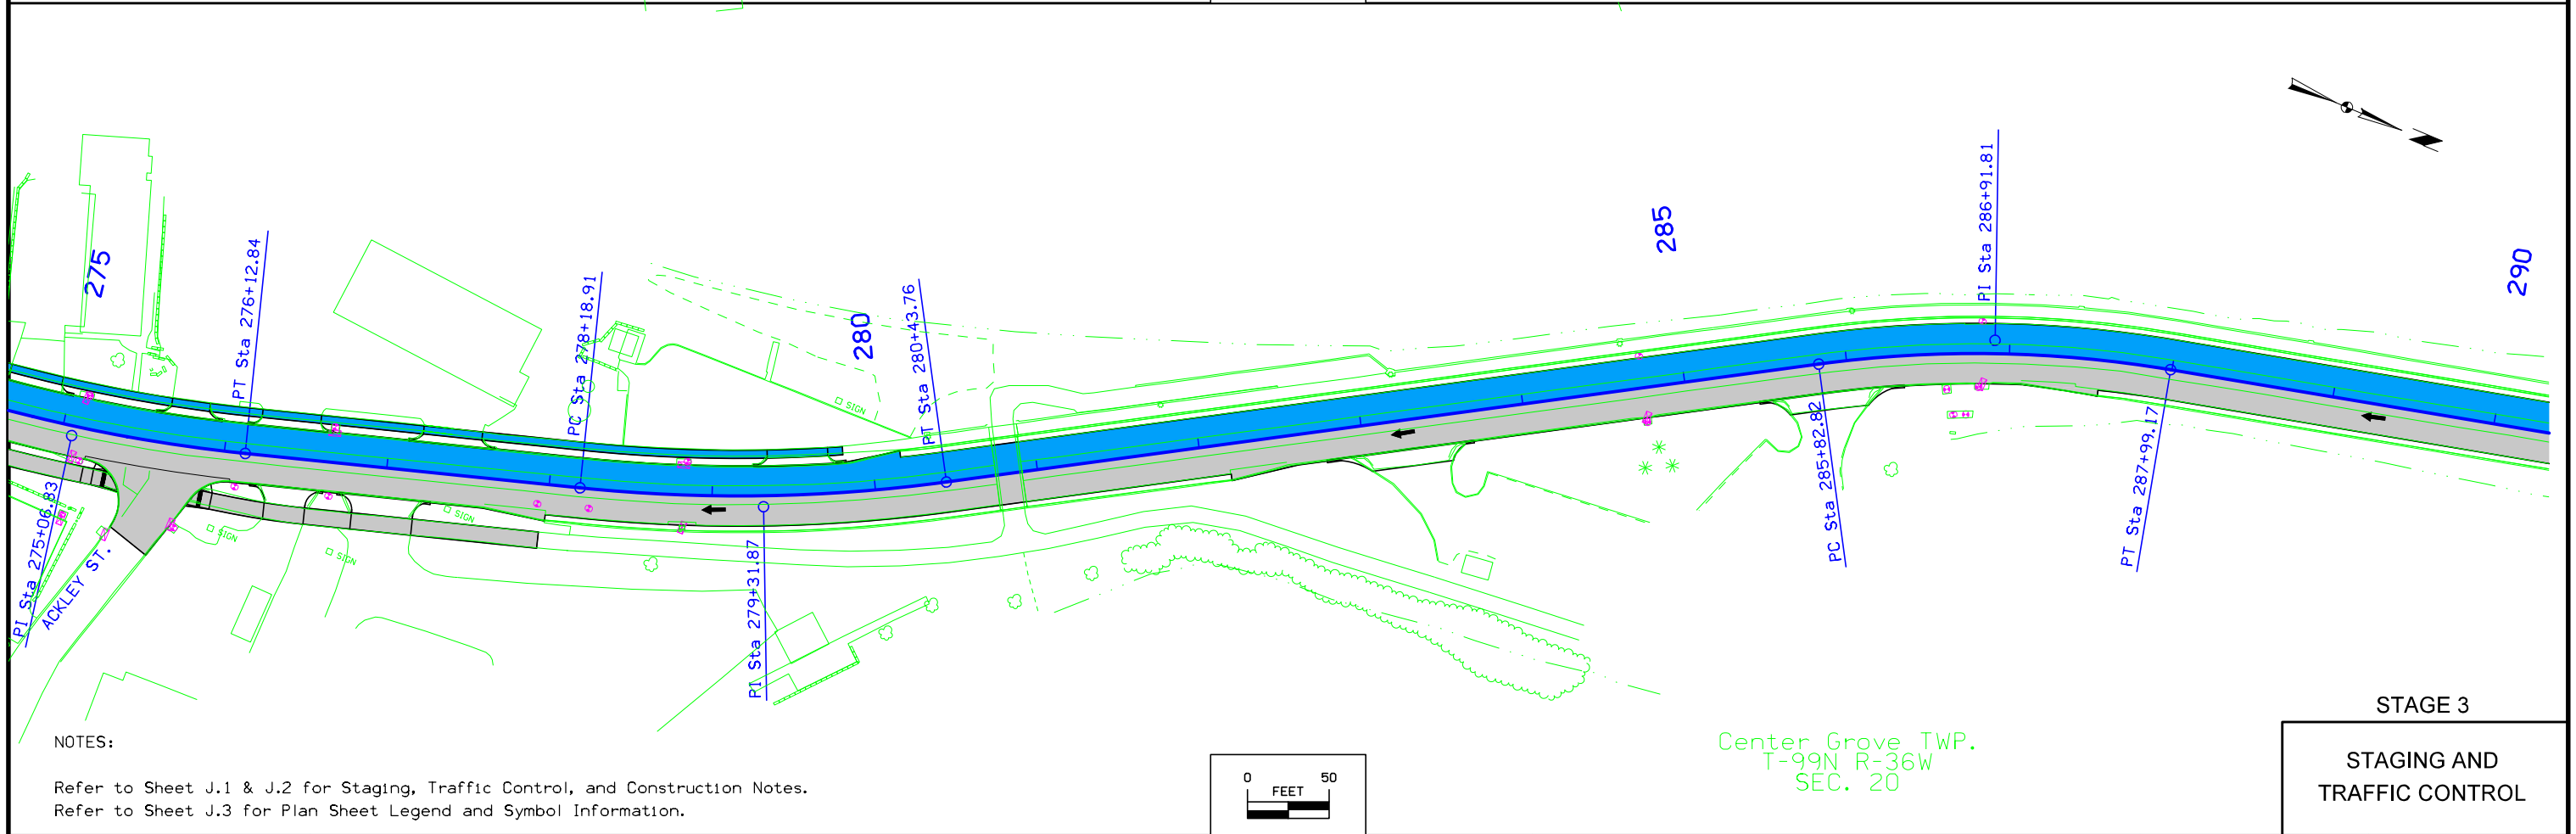 275
PT Sta 276+12.84
PC Sta 278+18.91
280
PT Sta 280+43.76
285
PI Sta 286+91.81
290
SIGN
SIGN
SIGN
SIGN
PI Sta 275+06.83
ACKLEY ST.
PI Sta 279+31.87
PC Sta 285+82.82
PT Sta 287+99.17
NOTES:
Refer to Sheet J.1 & J.2 for Staging, Traffic Control, and Construction Notes.
Refer to Sheet J.3 for Plan Sheet Legend and Symbol Information.
0 50
FEET
Center Grove TWP.
T-99N R-36W
SEC. 20
STAGE 3
STAGING AND
TRAFFIC CONTROL